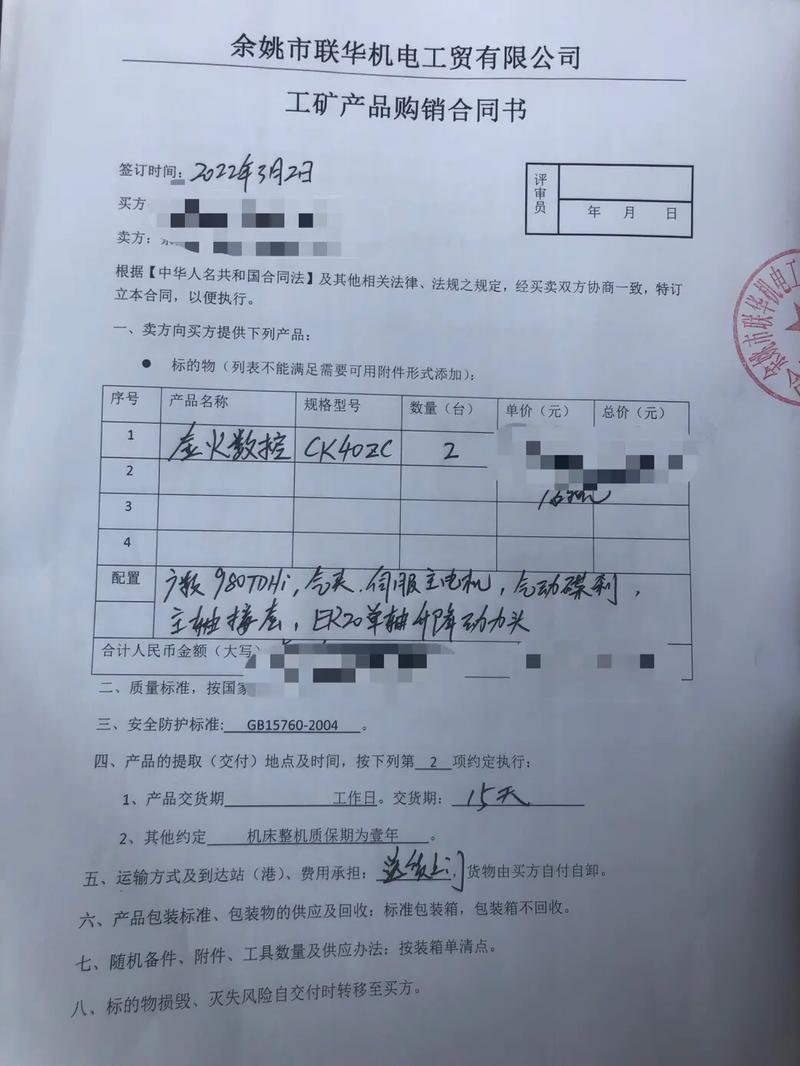 余姚市联华机电工贸有限公司
工矿产品购销合同书
签订时间：2022年3月2日
评审员
年 月 日
买方
卖方：
根据【中华人名共和国合同法】及其他相关法律、法规之规定，经买卖双方协商一致，特订
立本合同，以便执行。
一、卖方向买方提供下列产品：
● 标的物（列表不能满足需要可用附件形式添加）：
序号 产品名称 规格型号 数量（台） 单价（元） 总价（元）
1 数控 CK40ZC 2
2
3
4
配置 广数980TDHi，气夹、伺服主电机，气动碟刹，
主轴接套，ER20单轴升降动力头
合计人民币金额（大写）
二、质量标准，按国家
三、安全防护标准: GB15760-2004 。
四、产品的提取（交付）地点及时间，按下列第 2 项约定执行：
1、产品交货期 工作日。交货期： 15天
2、其他约定 机床整机质保期为壹年 。
五、运输方式及到达站（港）、费用承担：送货上门，货物由买方自付自卸。
六、产品包装标准、包装物的供应及回收：标准包装箱，包装箱不回收。
七、随机备件、附件、工具数量及供应办法：按装箱单清点。
八、标的物损毁、灭失风险自交付时转移至买方。
余姚市联华机电工